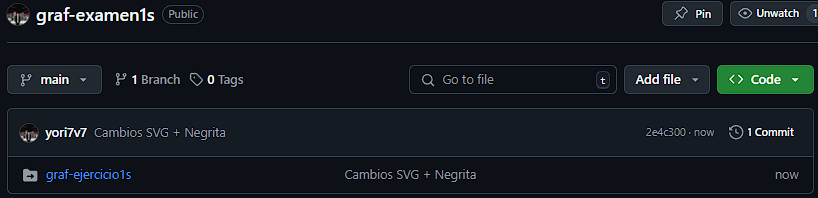 graf-examen1s Public Pin Unwatch 1
main 1 Branch 0 Tags Go to file t Add file Code
yori7v7 Cambios SVG + Negrita 2e4c300 · now 1 Commit
graf-ejercicio1s Cambios SVG + Negrita now